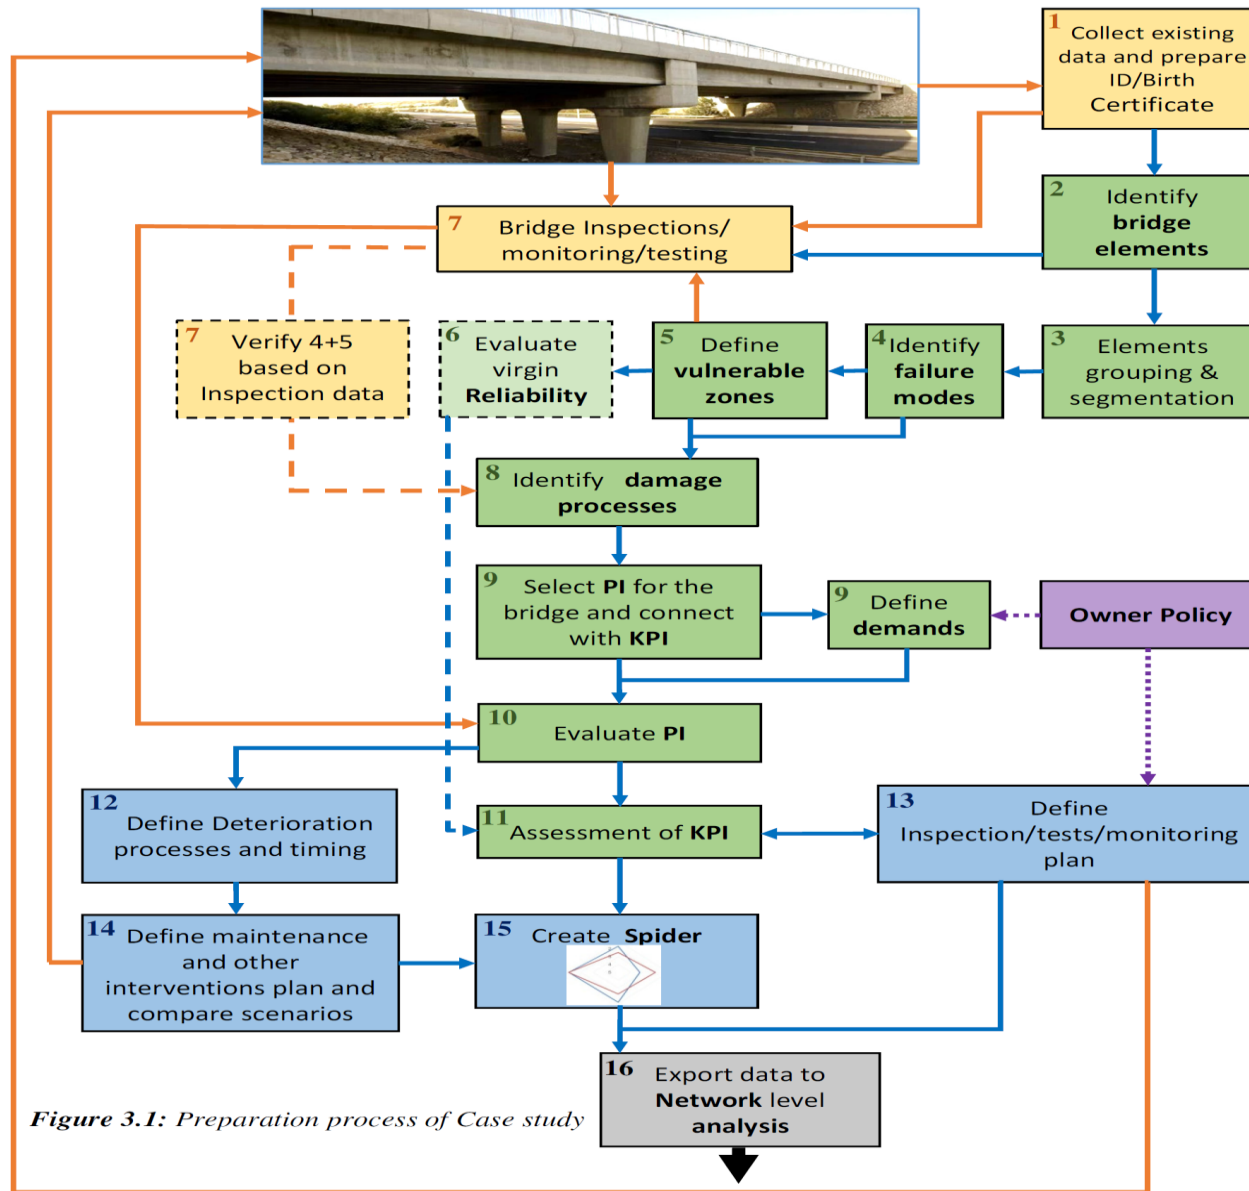 1
Collect existing
data and prepare
ID/Birth
Certificate
2
Identify
bridge
elements
7
Bridge Inspections/
monitoring/testing
7
Verify 4+5
based on
Inspection data
6
Evaluate
virgin
Reliability
5
Define
vulnerable
zones
4
Identify
failure
modes
3
Elements
grouping &
segmentation
8
Identify damage
processes
9
Select PI for the
bridge and connect
with KPI
9
Define
demands
Owner Policy
10
Evaluate PI
12
Define Deterioration
processes and timing
11
Assessment of KPI
13
Define
Inspection/tests/monitoring
plan
14
Define maintenance
and other
interventions plan and
compare scenarios
15
Create Spider
16
Export data to
Network level
analysis
Figure 3.1: Preparation process of Case study